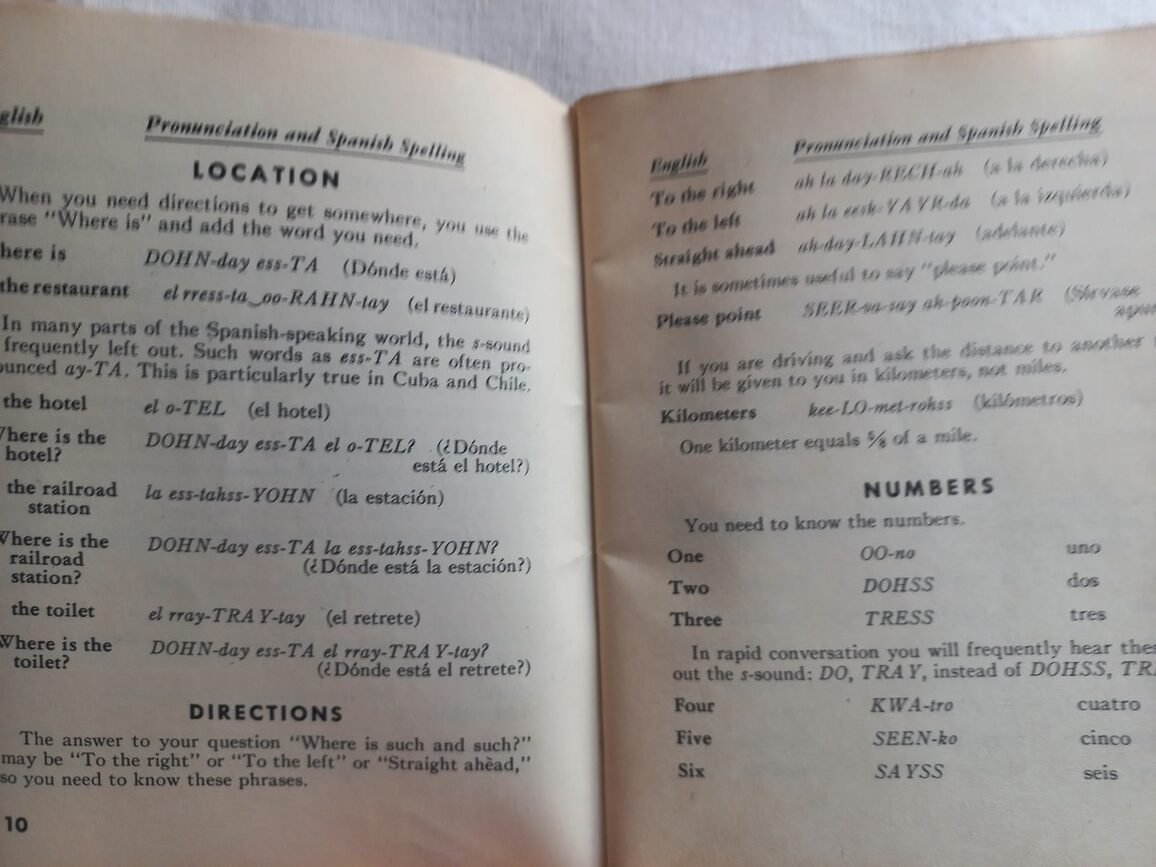 glish Pronunciation and Spanish Spelling
LOCATION
When you need directions to get somewhere, you use the
rase "Where is" and add the word you need.
here is DOHN-day ess-TA (Dónde está)
the restaurant el rress-ta‿oo-RAHN-tay (el restaurante)
In many parts of the Spanish-speaking world, the s-sound
frequently left out. Such words as ess-TA are often pro-
ounced ay-TA. This is particularly true in Cuba and Chile.
the hotel el o-TEL (el hotel)
Where is the DOHN-day ess-TA el o-TEL? (¿Dónde
hotel? está el hotel?)
the railroad la ess-tahss-YOHN (la estación)
station
Where is the DOHN-day ess-TA la ess-tahss-YOHN?
railroad (¿Dónde está la estación?)
station?
the toilet el rray-TRAY-tay (el retrete)
Where is the DOHN-day ess-TA el rray-TRAY-tay?
toilet? (¿Dónde está el retrete?)
DIRECTIONS
The answer to your question "Where is such and such?"
may be "To the right" or "To the left" or "Straight ahead,"
so you need to know these phrases.
10
English Pronunciation and Spanish Spelling
To the right ah la day-RECH-ah (a la derecha)
To the left ah la eesk-YAYR-da (a la izquierda)
Straight ahead ah-day-LAHN-tay (adelante)
It is sometimes useful to say "please point."
Please point SEER-va-say ah-poon-TAR (Sírvase
apu
If you are driving and ask the distance to another
it will be given to you in kilometers, not miles.
Kilometers kee-LO-met-rohss (kilómetros)
One kilometer equals ⅝ of a mile.
NUMBERS
You need to know the numbers.
One OO-no uno
Two DOHSS dos
Three TRESS tres
In rapid conversation you will frequently hear thes
out the s-sound: DO, TRAY, instead of DOHSS, TR
Four KWA-tro cuatro
Five SEEN-ko cinco
Six SAYSS seis